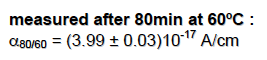 measured after 80min at 60ºC :
α80/60 = (3.99 ± 0.03)10-17 A/cm